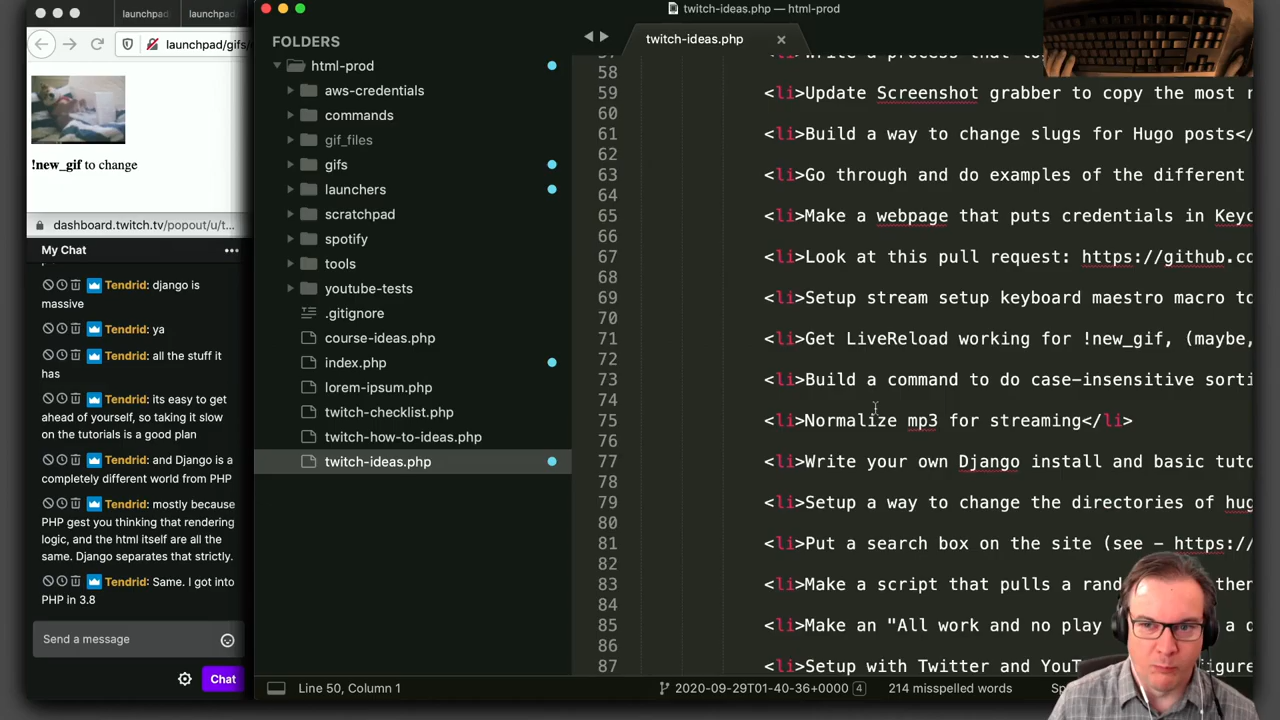 launchpad
launchpad
launchpad/gifs/
!new_gif to change
dashboard.twitch.tv/popout/u/t...
My Chat
Tendrid: django is
massive
Tendrid: ya
Tendrid: all the stuff it
has
Tendrid: its easy to get
ahead of yourself, so taking it slow
on the tutorials is a good plan
Tendrid: and Django is a
completely different world from PHP
Tendrid: mostly because
PHP gest you thinking that rendering
logic, and the html itself are all the
same. Django separates that strictly.
Tendrid: Same. I got into
PHP in 3.8
Send a message
Chat
twitch-ideas.php — html-prod
FOLDERS
html-prod
aws-credentials
commands
gif_files
gifs
launchers
scratchpad
spotify
tools
youtube-tests
.gitignore
course-ideas.php
index.php
lorem-ipsum.php
twitch-checklist.php
twitch-how-to-ideas.php
twitch-ideas.php
twitch-ideas.php
57 <li>Write a process that
58
59 <li>Update Screenshot grabber to copy the most
60
61 <li>Build a way to change slugs for Hugo posts</
62
63 <li>Go through and do examples of the different
64
65 <li>Make a webpage that puts credentials in Keyc
66
67 <li>Look at this pull request: https://github.co
68
69 <li>Setup stream setup keyboard maestro macro to
70
71 <li>Get LiveReload working for !new_gif, (maybe,
72
73 <li>Build a command to do case-insensitive sorti
74
75 <li>Normalize mp3 for streaming</li>
76
77 <li>Write your own Django install and basic tuto
78
79 <li>Setup a way to change the directories of hug
80
81 <li>Put a search box on the site (see - https://
82
83 <li>Make a script that pulls a rand
84
85 <li>Make an "All work and no play
86
87 <li>Setup with Twitter and YouT
Line 50, Column 1
2020-09-29T01-40-36+0000 4
214 misspelled words